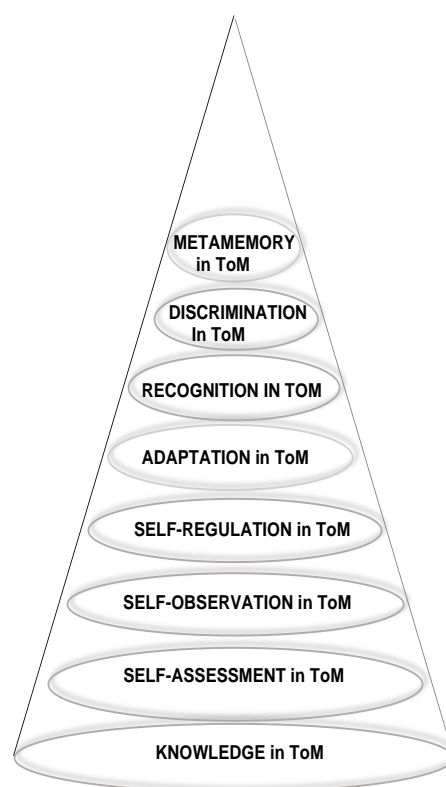 METAMEMORY
in ToM
DISCRIMINATION
In ToM
RECOGNITION IN TOM
ADAPTATION in ToM
SELF-REGULATION in ToM
SELF-OBSERVATION in ToM
SELF-ASSESSMENT in ToM
KNOWLEDGE in ToM